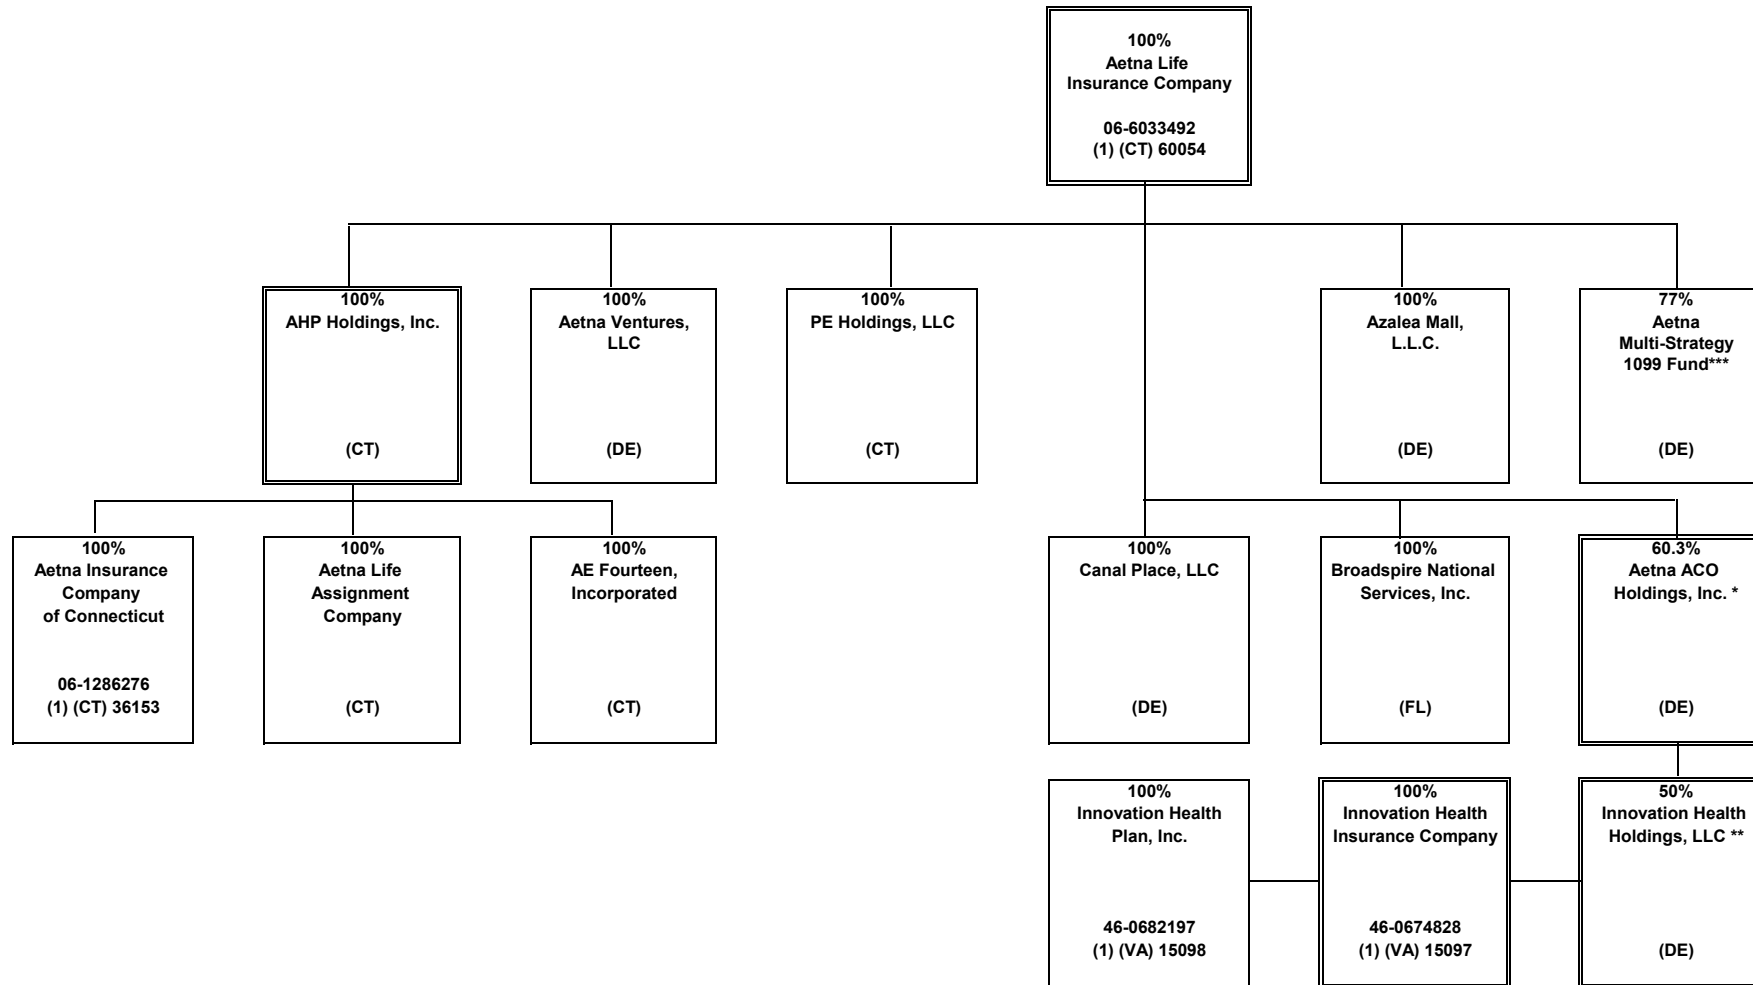 100%
Aetna Life
Insurance Company
06-6033492
(1) (CT) 60054
100%
AHP Holdings, Inc.
(CT)
100%
Aetna Ventures,
LLC
(DE)
100%
PE Holdings, LLC
(CT)
100%
Azalea Mall,
L.L.C.
(DE)
77%
Aetna
Multi-Strategy
1099 Fund***
(DE)
100%
Aetna Insurance
Company
of Connecticut
06-1286276
(1) (CT) 36153
100%
Aetna Life
Assignment
Company
(CT)
100%
AE Fourteen,
Incorporated
(CT)
100%
Canal Place, LLC
(DE)
100%
Broadspire National
Services, Inc.
(FL)
60.3%
Aetna ACO
Holdings, Inc. *
(DE)
100%
Innovation Health
Plan, Inc.
46-0682197
(1) (VA) 15098
100%
Innovation Health
Insurance Company
46-0674828
(1) (VA) 15097
50%
Innovation Health
Holdings, LLC **
(DE)